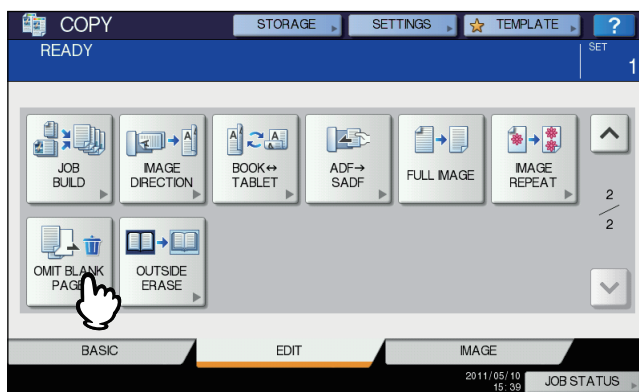 COPY
STORAGE
SETTINGS
TEMPLATE
?
READY
SET
1
JOB
BUILD
IMAGE
DIRECTION
BOOK↔
TABLET
ADF→
SADF
FULL IMAGE
IMAGE
REPEAT
2
2
OMIT BLANK
PAGE
OUTSIDE
ERASE
BASIC
EDIT
IMAGE
2011/05/10
15:39
JOB STATUS